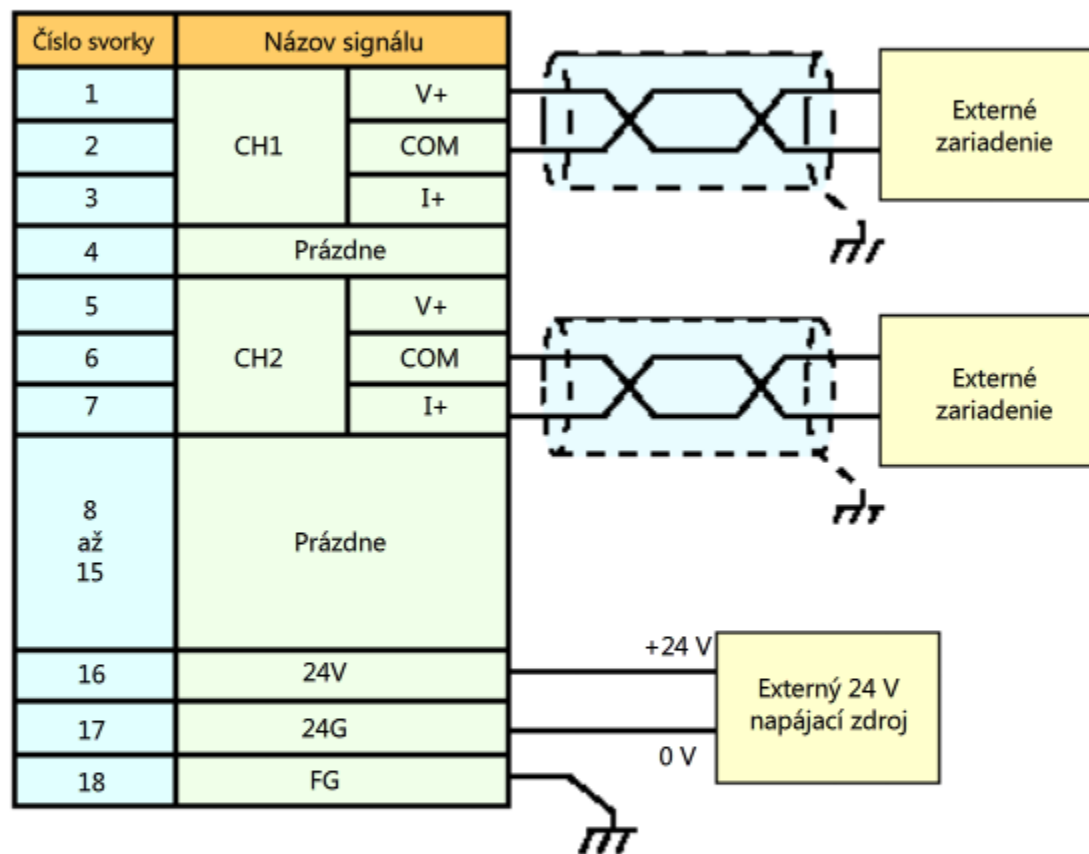 Číslo svorky
Názov signálu
1
CH1
V+
2
COM
3
I+
Externé
zariadenie
4
Prázdne
5
CH2
V+
6
COM
7
I+
Externé
zariadenie
8
až
15
Prázdne
16
24V
+24 V
17
24G
0 V
Externý 24 V
napájací zdroj
18
FG